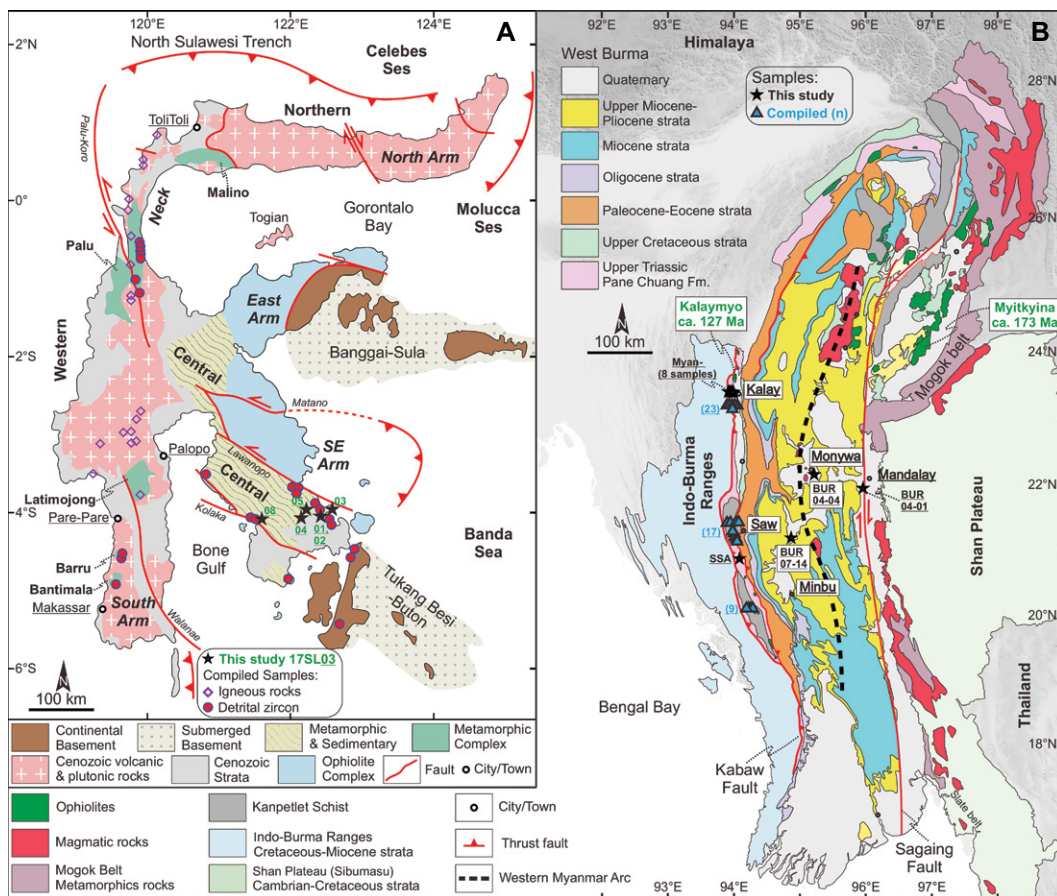 120°E
122°E
124°E
A
2°N
0°
2°S
4°S
6°S
North Sulawesi Trench
Celebes
Ses
ToliToli
Northern
Palu-Koro
North Arm
Malino
Neck
Gorontalo
Bay
Molucca
Ses
Togian
Palu
East
Arm
Western
Central
Banggai-Sula
Matano
Palopo
SE
Arm
Lawanopo
Central
Latimojong
Pare-Pare
Kolaka
08
05
03
04
01,
02
Bone
Gulf
Banda
Sea
Barru
Bantimala
Makassar
South
Arm
Walanae
Tukang Besi
-Buton
N
100 km
This study 17SL03
Compiled Samples:
Igneous rocks
Detrital zircon
Continental
Basement
Submerged
Basement
Metamorphic
& Sedimentary
Metamorphic
Complex
Cenozoic volcanic
& plutonic rocks
Cenozoic
Strata
Ophiolite
Complex
Fault
City/Town
Ophiolites
Magmatic
rocks
Mogok Belt
Metamorphics rocks
Kanpetlet Schist
Indo-Burma Ranges
Cretaceous-Miocene strata
Shan Plateau (Sibumasu)
Cambrian-Cretaceous strata
City/Town
Thrust fault
Western Myanmar Arc
92°E
93°E
94°E
95°E
96°E
97°E
98°E
B
Himalaya
28°N
26°N
24°N
22°N
20°N
18°N
West Burma
Quaternary
Upper Miocene-
Pliocene strata
Miocene
strata
Oligocene
strata
Paleocene-Eocene
strata
Upper Cretaceous
strata
Upper Triassic
Pane Chuang Fm.
Samples:
This study
Compiled (n)
N
100 km
Kalaymyo
ca. 127 Ma
Myitkyina
ca. 173 Ma
Myan-
(8 samples)
Kalay
(23)
Mogok belt
Indo-Burma
Ranges
Monywa
BUR
04-04
Mandalay
BUR
04-01
Saw
(17)
SSA
BUR
07-14
Minbu
(9)
Shan Plateau
Bengal Bay
Kabaw
Fault
Sagaing
Fault
Slate belt
Thailand
93°E
94°E
95°E
96°E
97°E
98°E